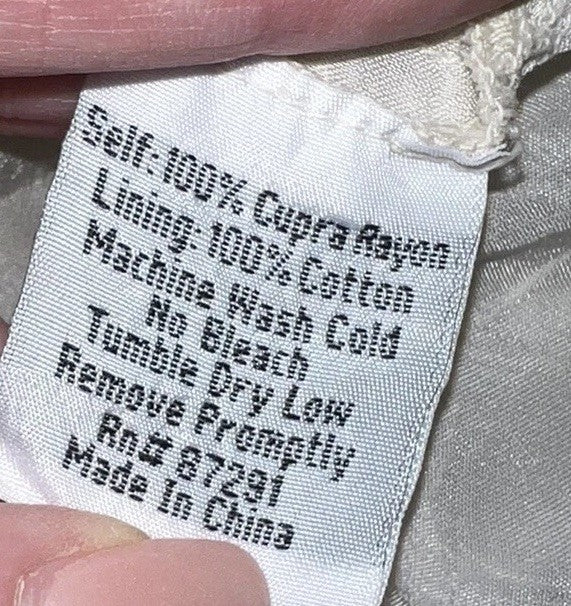 Self: 100% Cupra Rayon
Lining: 100% Cotton
Machine Wash Cold
No Bleach
Tumble Dry Low
Remove Promptly
Rn# 87291
Made In China